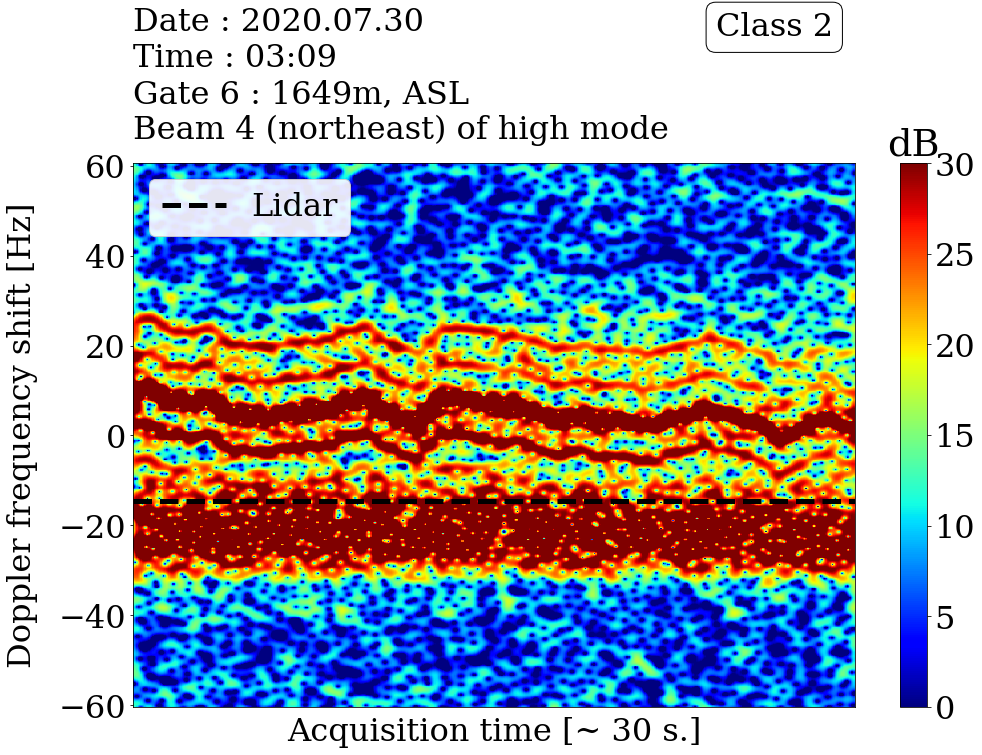 Date : 2020.07.30
Time : 03:09
Gate 6 : 1649m, ASL
Beam 4 (northeast) of high mode
Class 2
dB
Lidar
Doppler frequency shift [Hz]
60
40
20
0
−20
−40
−60
30
25
20
15
10
5
0
Acquisition time [~ 30 s.]